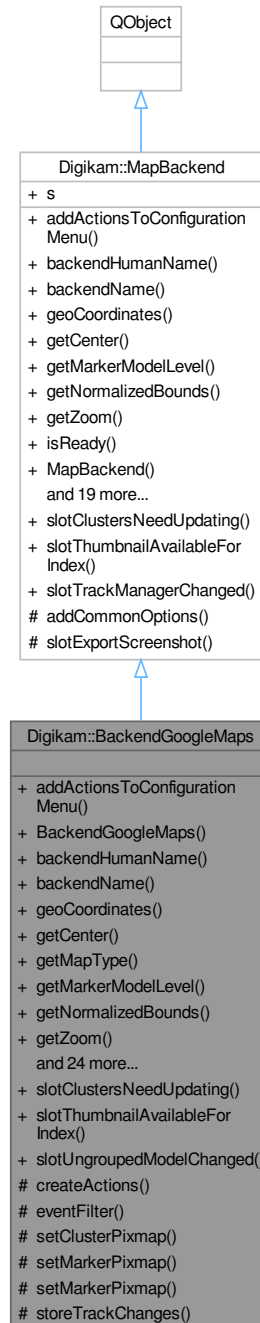 QObject
Digikam::MapBackend
+ s
+ addActionsToConfiguration
Menu()
+ backendHumanName()
+ backendName()
+ geoCoordinates()
+ getCenter()
+ getMarkerModelLevel()
+ getNormalizedBounds()
+ getZoom()
+ isReady()
+ MapBackend()
and 19 more...
+ slotClustersNeedUpdating()
+ slotThumbnailAvailableFor
Index()
+ slotTrackManagerChanged()
# addCommonOptions()
# slotExportScreenshot()
Digikam::BackendGoogleMaps
+ addActionsToConfiguration
Menu()
+ BackendGoogleMaps()
+ backendHumanName()
+ backendName()
+ geoCoordinates()
+ getCenter()
+ getMapType()
+ getMarkerModelLevel()
+ getNormalizedBounds()
+ getZoom()
and 24 more...
+ slotClustersNeedUpdating()
+ slotThumbnailAvailableFor
Index()
+ slotUngroupedModelChanged(
# createActions()
# eventFilter()
# setClusterPixmap()
# setMarkerPixmap()
# setMarkerPixmap()
# storeTrackChanges()